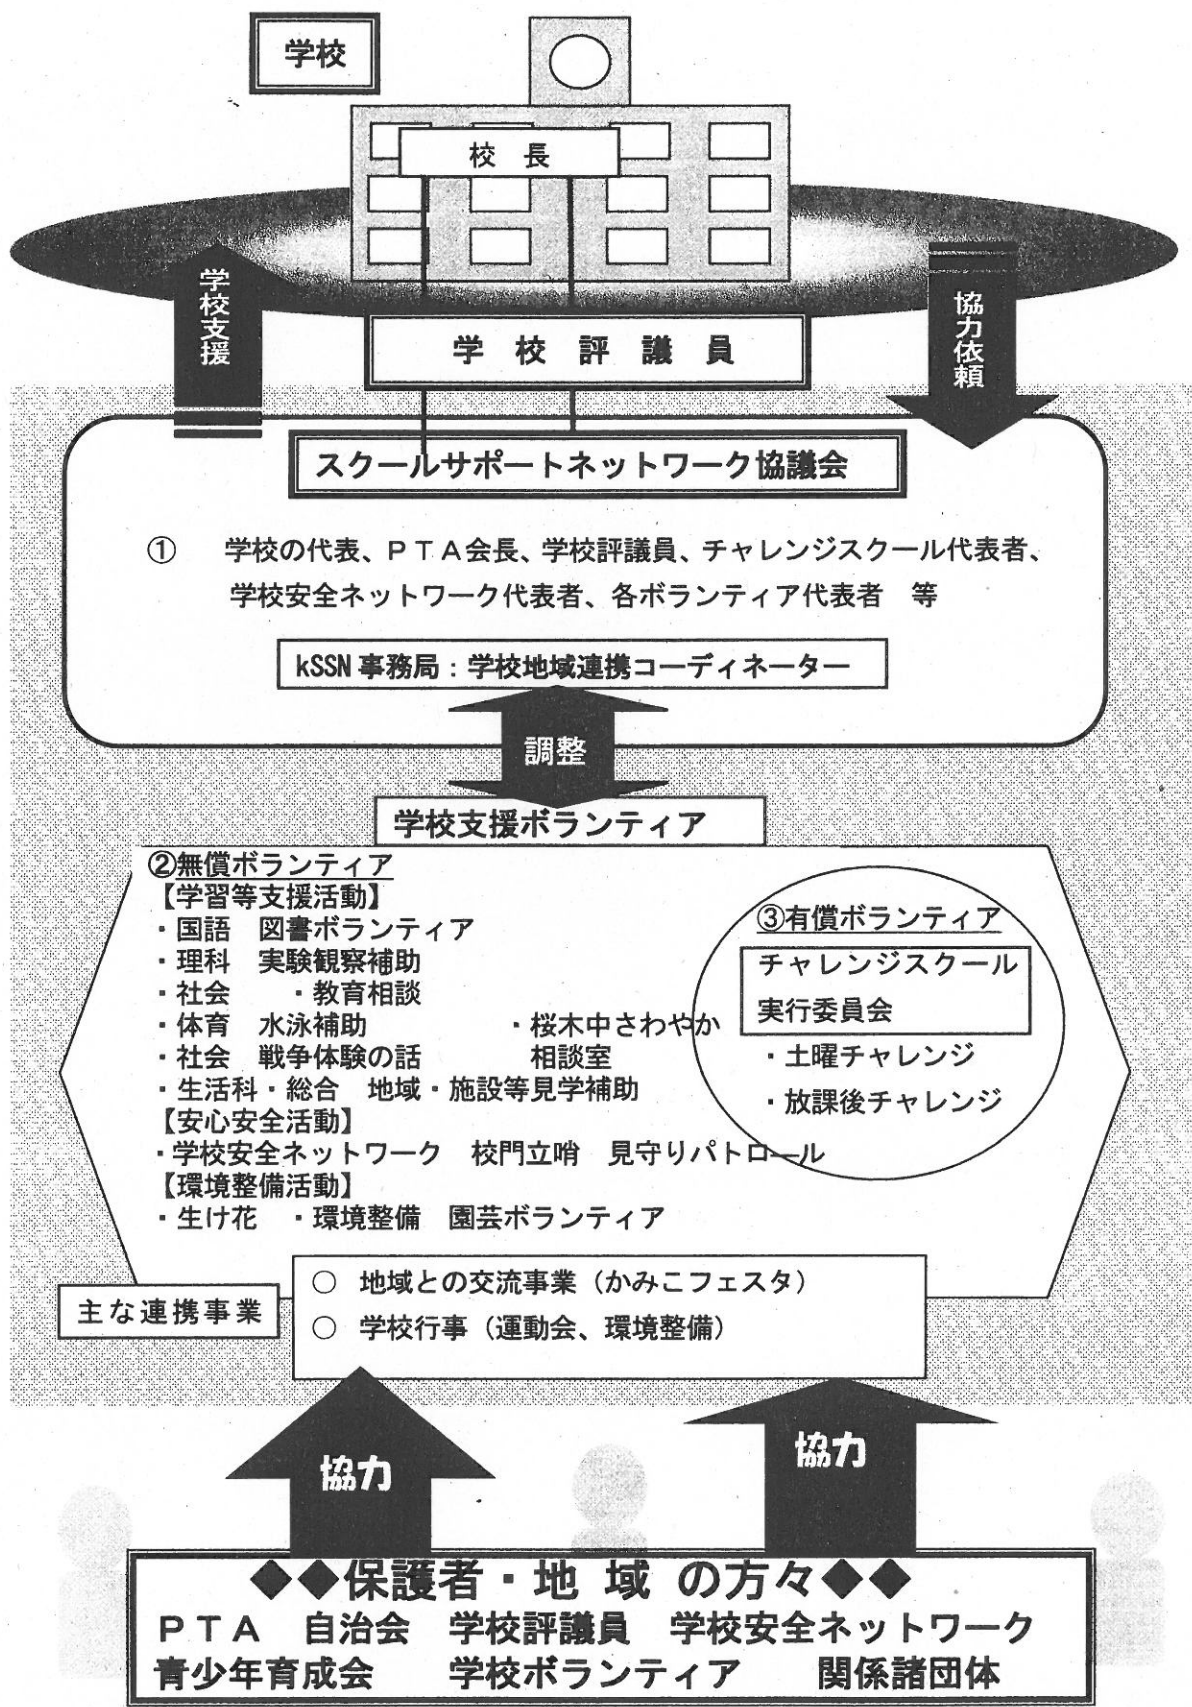 学校
校 長
学校支援
協力依頼
学 校 評 議 員
スクールサポートネットワーク協議会
① 学校の代表、ＰＴＡ会長、学校評議員、チャレンジスクール代表者、
学校安全ネットワーク代表者、各ボランティア代表者 等
kSSN 事務局：学校地域連携コーディネーター
調整
学校支援ボランティア
②無償ボランティア
【学習等支援活動】
・国語 図書ボランティア
・理科 実験観察補助
・社会 ・教育相談
・体育 水泳補助 ・桜木中さわやか
・社会 戦争体験の話 相談室
・生活科・総合 地域・施設等見学補助
【安心安全活動】
・学校安全ネットワーク 校門立哨 見守りパトロール
【環境整備活動】
・生け花 ・環境整備 園芸ボランティア
③有償ボランティア
チャレンジスクール
実行委員会
・土曜チャレンジ
・放課後チャレンジ
主な連携事業
○ 地域との交流事業（かみこフェスタ）
○ 学校行事（運動会、環境整備）
協力
協力
◆◆保護者・地 域 の方々◆◆
ＰＴＡ 自治会 学校評議員 学校安全ネットワーク
青少年育成会 学校ボランティア 関係諸団体